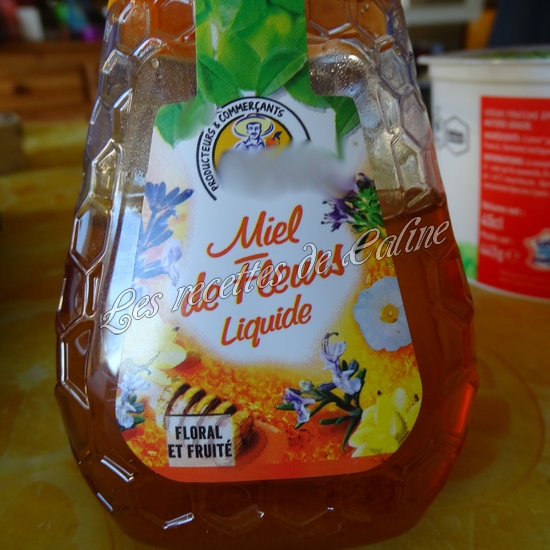 PRODUCTEURS & COMMERÇANTS
Miel
de Fleurs
Liquide
Les recettes de Caline
FLORAL
ET FRUITÉ